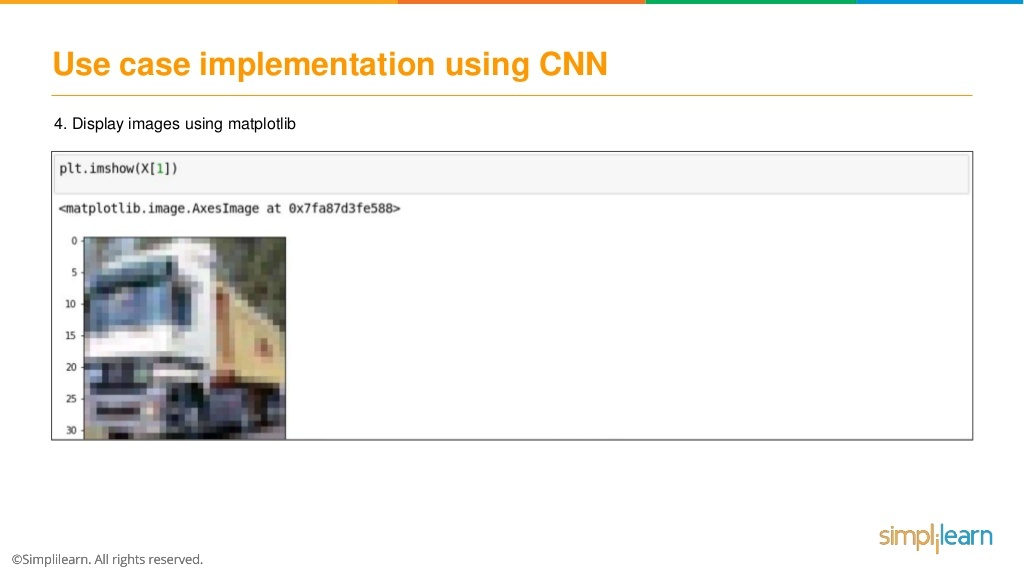 Use case implementation using CNN
4. Display images using matplotlib
plt.imshow(X[1])
<matplotlib.image.AxesImage at 0x7fa87d3fe588>
0
5
10
15
20
25
30
simplilearn
©Simplilearn. All rights reserved.